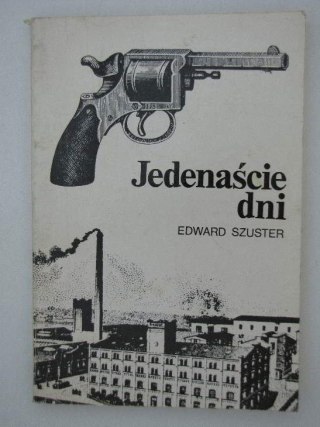 Jedenaście
dni
EDWARD SZUSTER